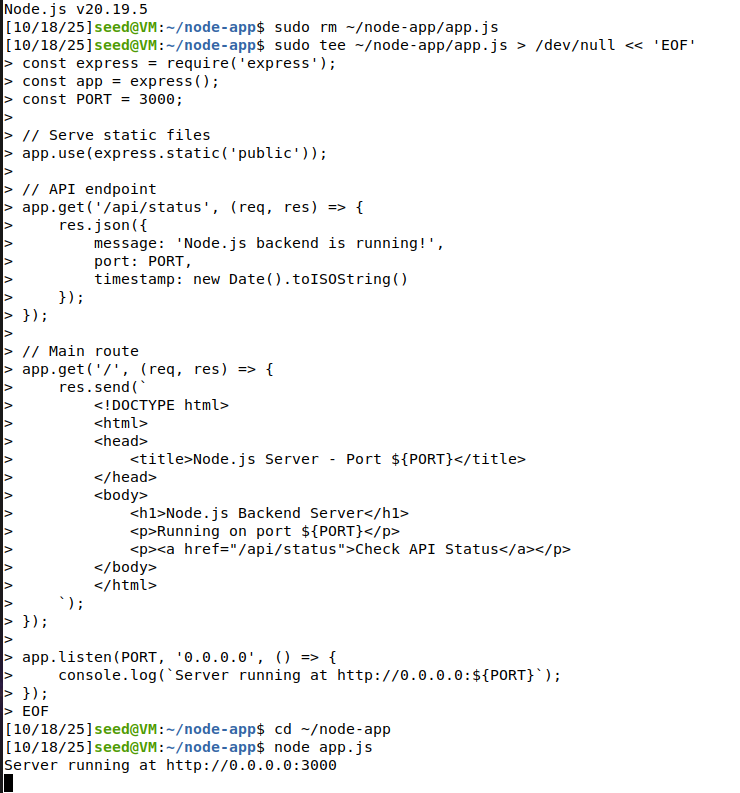 Node.js v20.19.5
[10/18/25]seed@VM:~/node-app$ sudo rm ~/node-app/app.js
[10/18/25]seed@VM:~/node-app$ sudo tee ~/node-app/app.js > /dev/null << 'EOF'
> const express = require('express');
> const app = express();
> const PORT = 3000;
>
> // Serve static files
> app.use(express.static('public'));
>
> // API endpoint
> app.get('/api/status', (req, res) => {
>     res.json({
>         message: 'Node.js backend is running!',
>         port: PORT,
>         timestamp: new Date().toISOString()
>     });
> });
>
> // Main route
> app.get('/', (req, res) => {
>     res.send(`
>         <!DOCTYPE html>
>         <html>
>         <head>
>             <title>Node.js Server - Port ${PORT}</title>
>         </head>
>         <body>
>             <h1>Node.js Backend Server</h1>
>             <p>Running on port ${PORT}</p>
>             <p><a href="/api/status">Check API Status</a></p>
>         </body>
>         </html>
>     `);
> });
>
> app.listen(PORT, '0.0.0.0', () => {
>     console.log(`Server running at http://0.0.0.0:${PORT}`);
> });
> EOF
[10/18/25]seed@VM:~/node-app$ cd ~/node-app
[10/18/25]seed@VM:~/node-app$ node app.js
Server running at http://0.0.0.0:3000